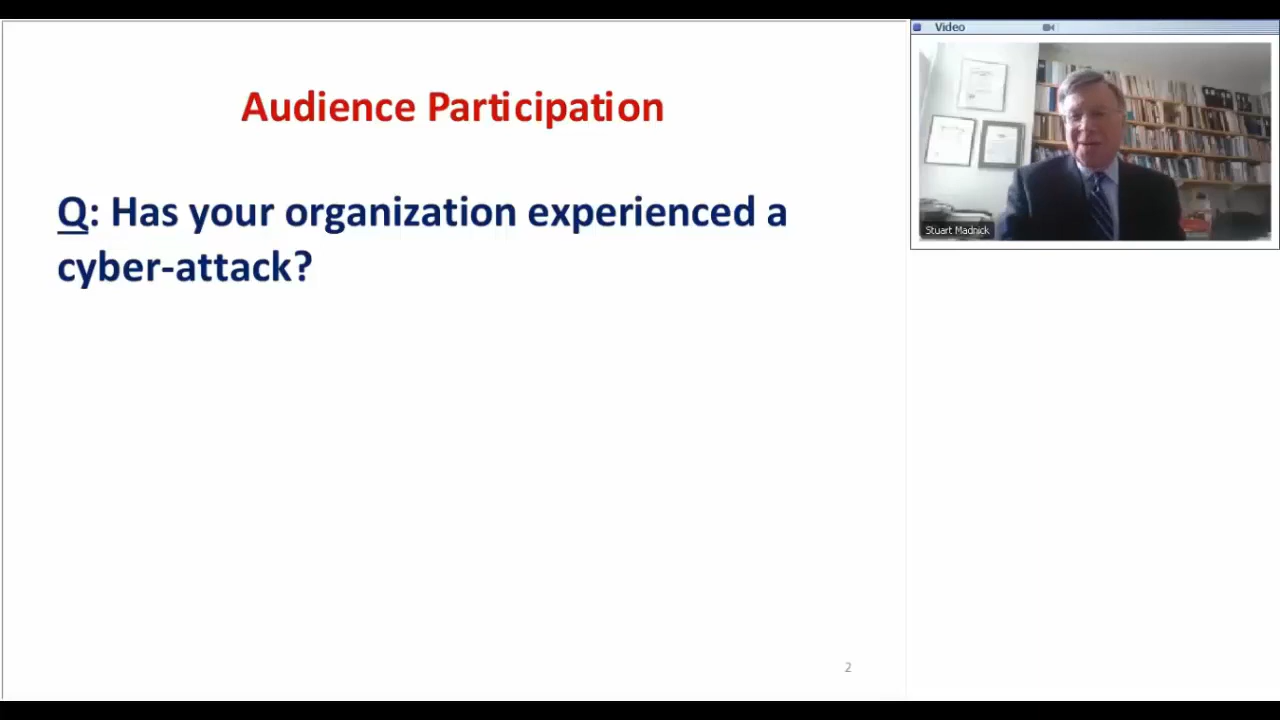 Audience Participation
Q: Has your organization experienced a
cyber-attack?
2
Video
Stuart Madnick